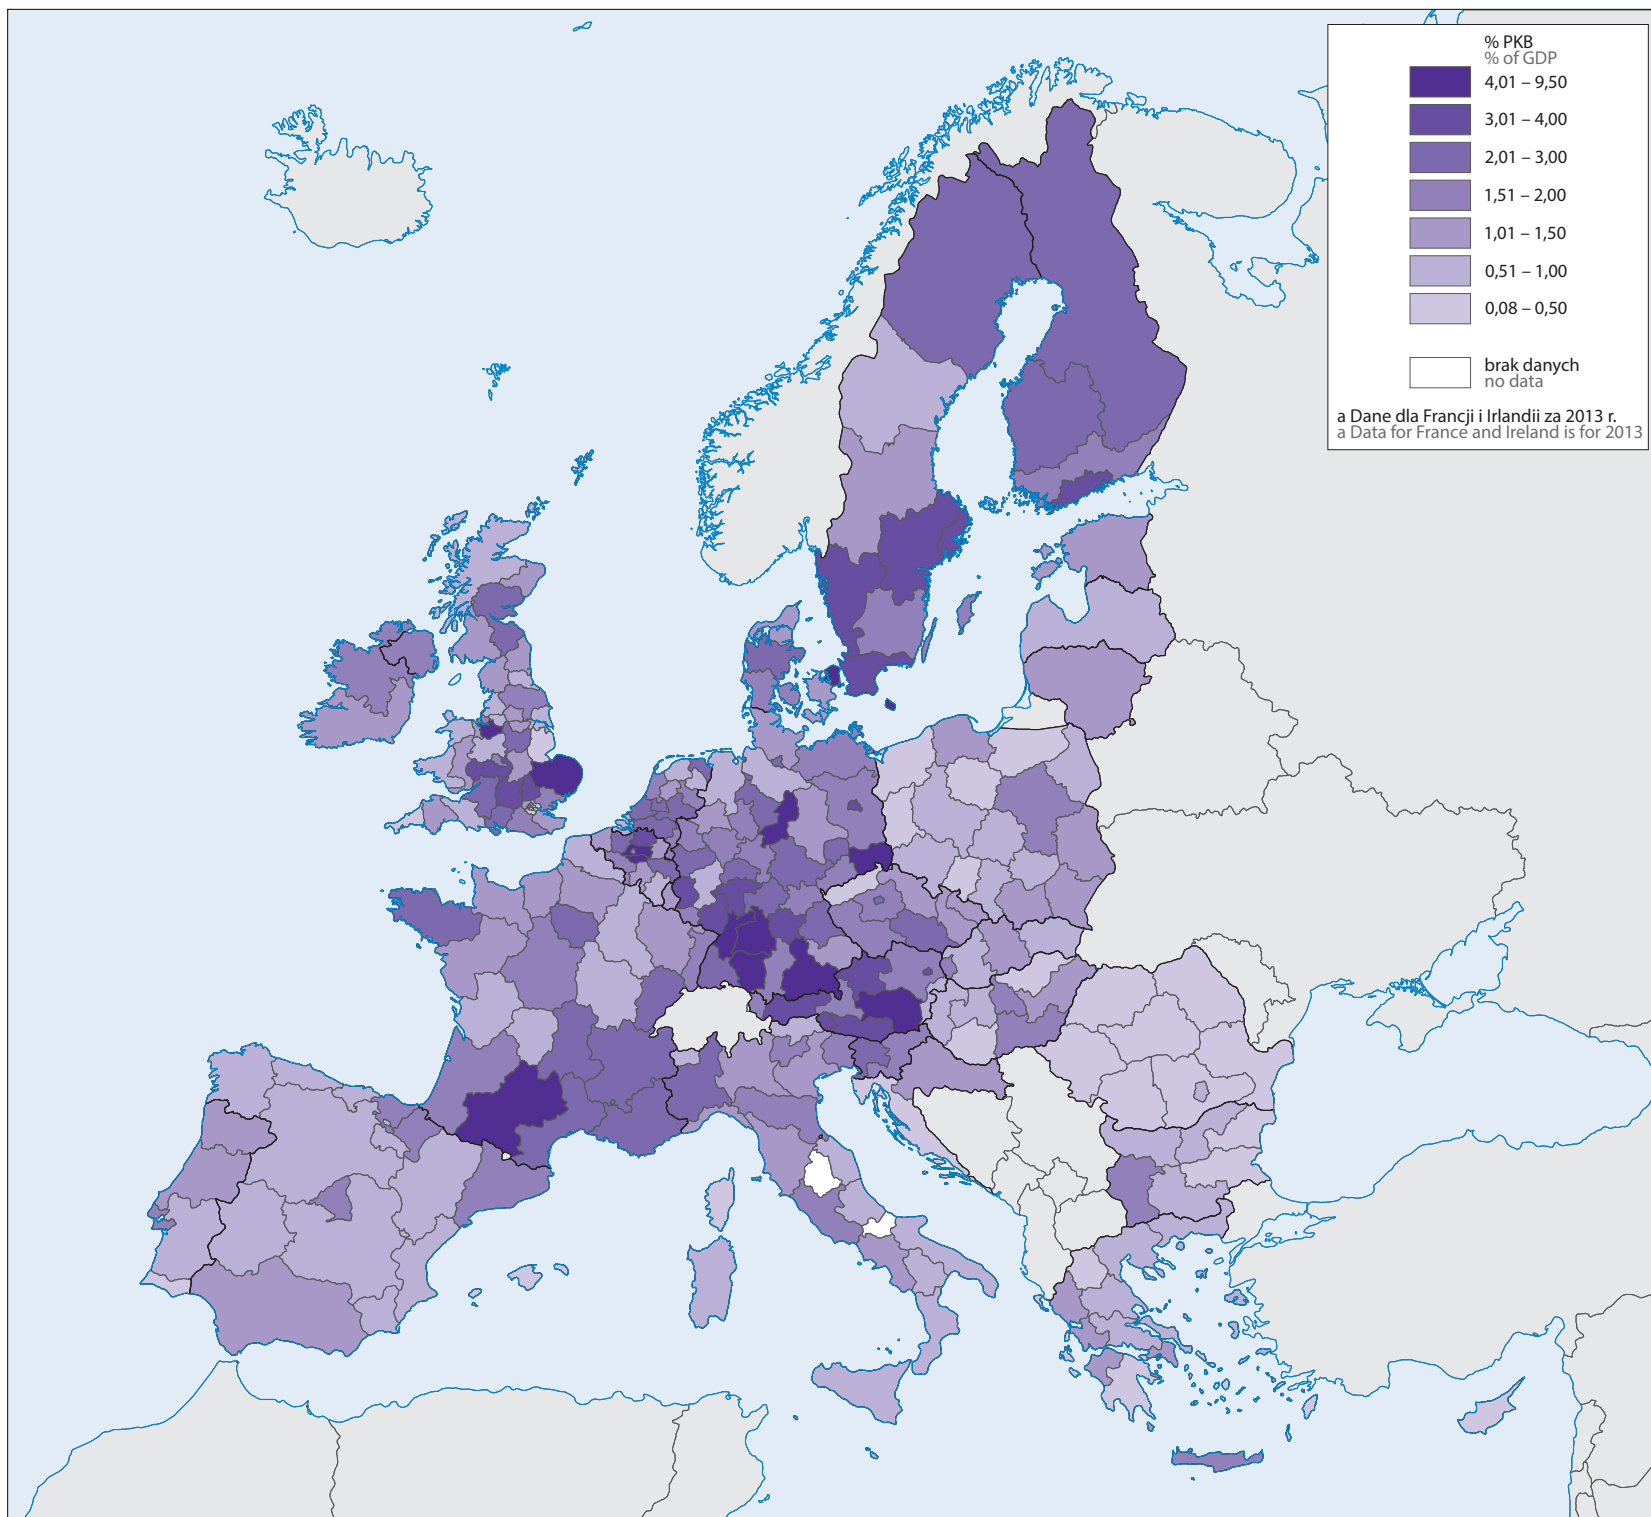 % PKB
% of GDP
4,01 – 9,50
3,01 – 4,00
2,01 – 3,00
1,51 – 2,00
1,01 – 1,50
0,51 – 1,00
0,08 – 0,50
brak danych
no data
a Dane dla Francji i Irlandii za 2013 r.
a Data for France and Ireland is for 2013